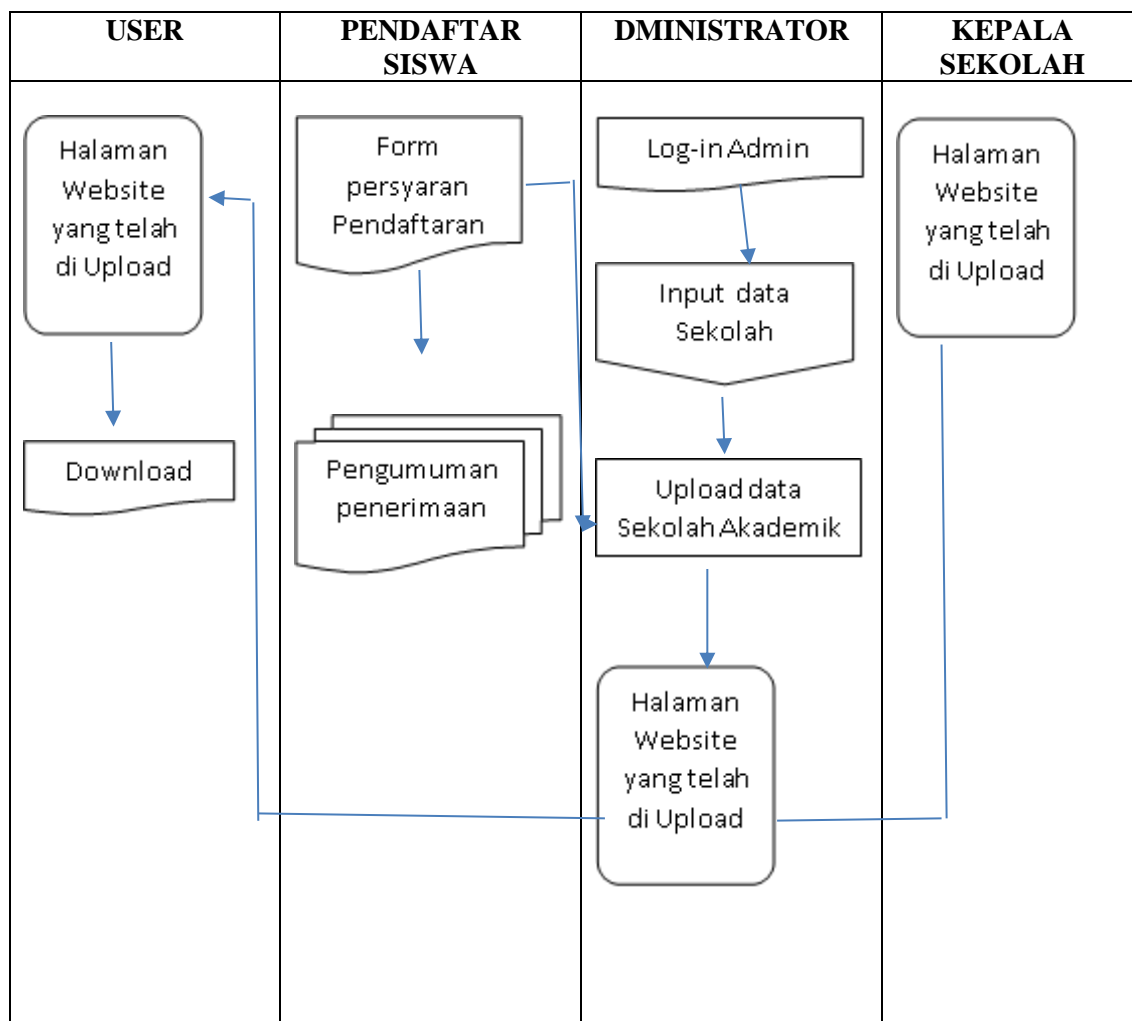 USER
PENDAFTAR
SISWA
DMINISTRATOR
KEPALA
SEKOLAH
Halaman
Website
yang telah
di Upload
Download
Form
persyaran
Pendaftaran
Pengumuman
penerimaan
Log-in Admin
Input data
Sekolah
Upload data
Sekolah Akademik
Halaman
Website
yang telah
di Upload
Halaman
Website
yang telah
di Upload